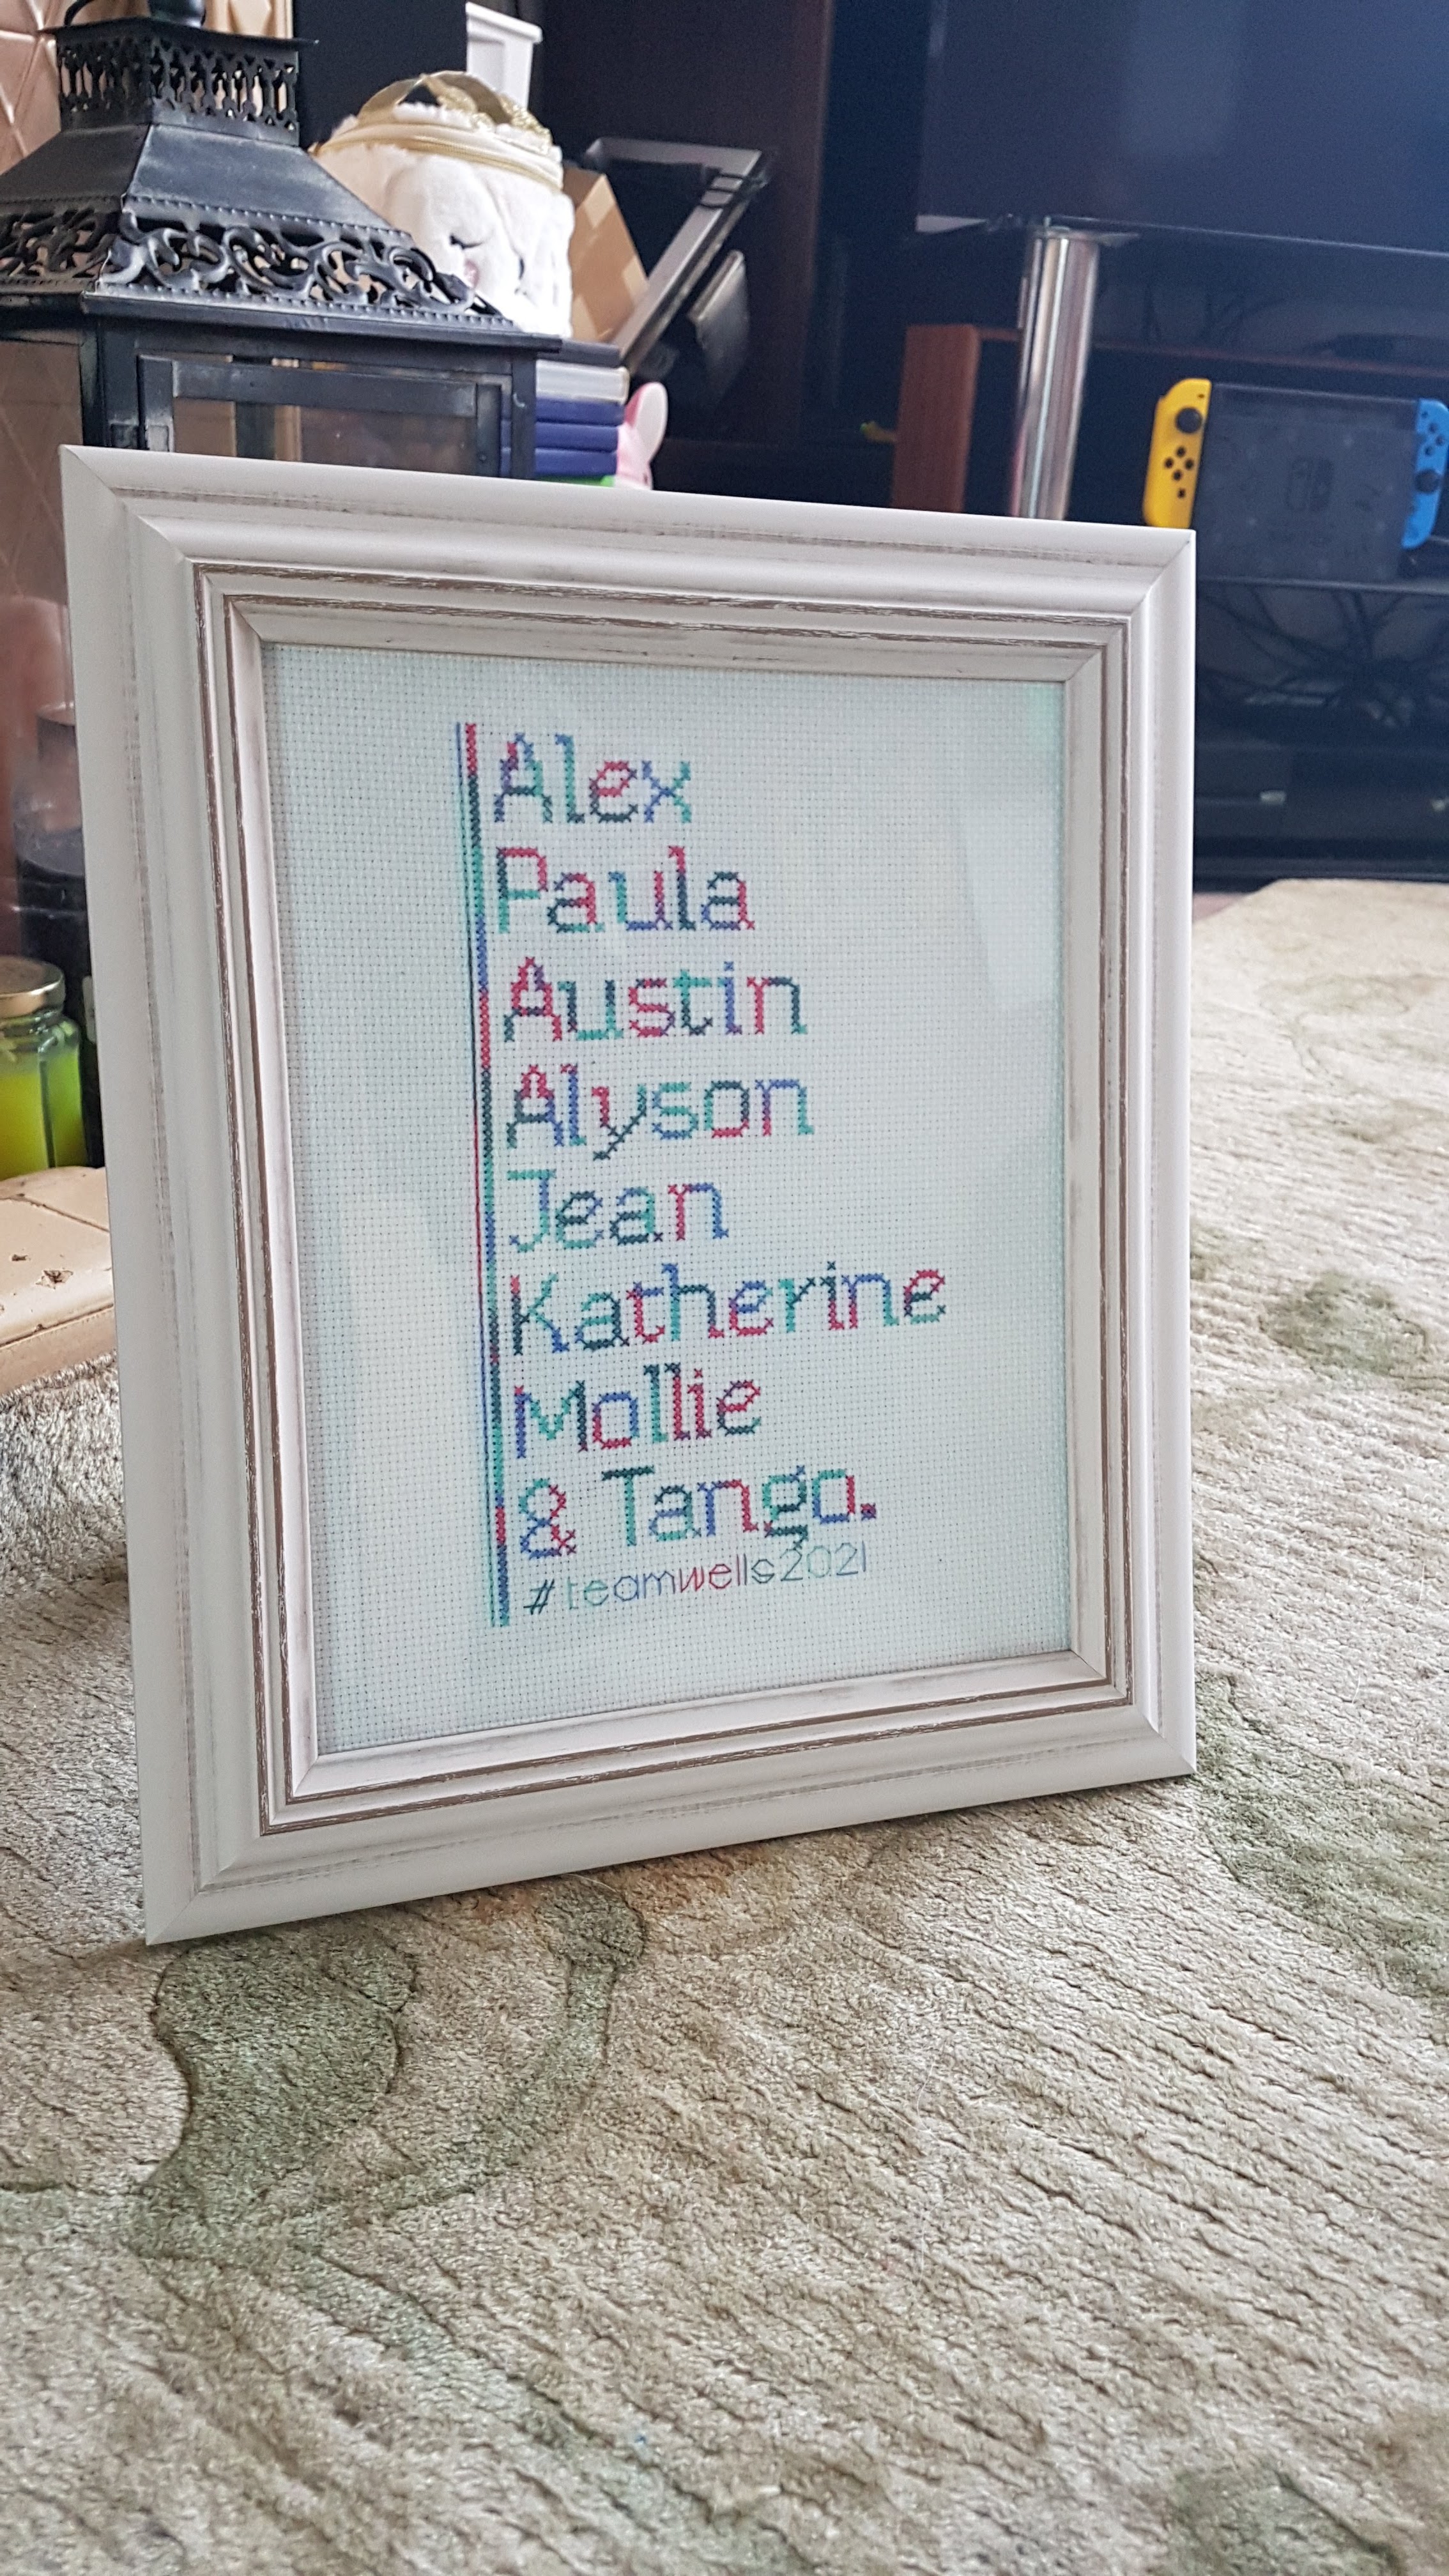 Alex
Paula
Austin
Alyson
Jean
Katherine
Mollie
& Tango.
#teamwells2021